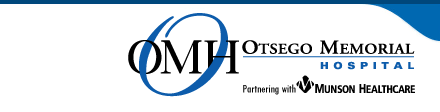 OMH OTSEGO MEMORIAL
HOSPITAL
Partnering with MUNSON HEALTHCARE